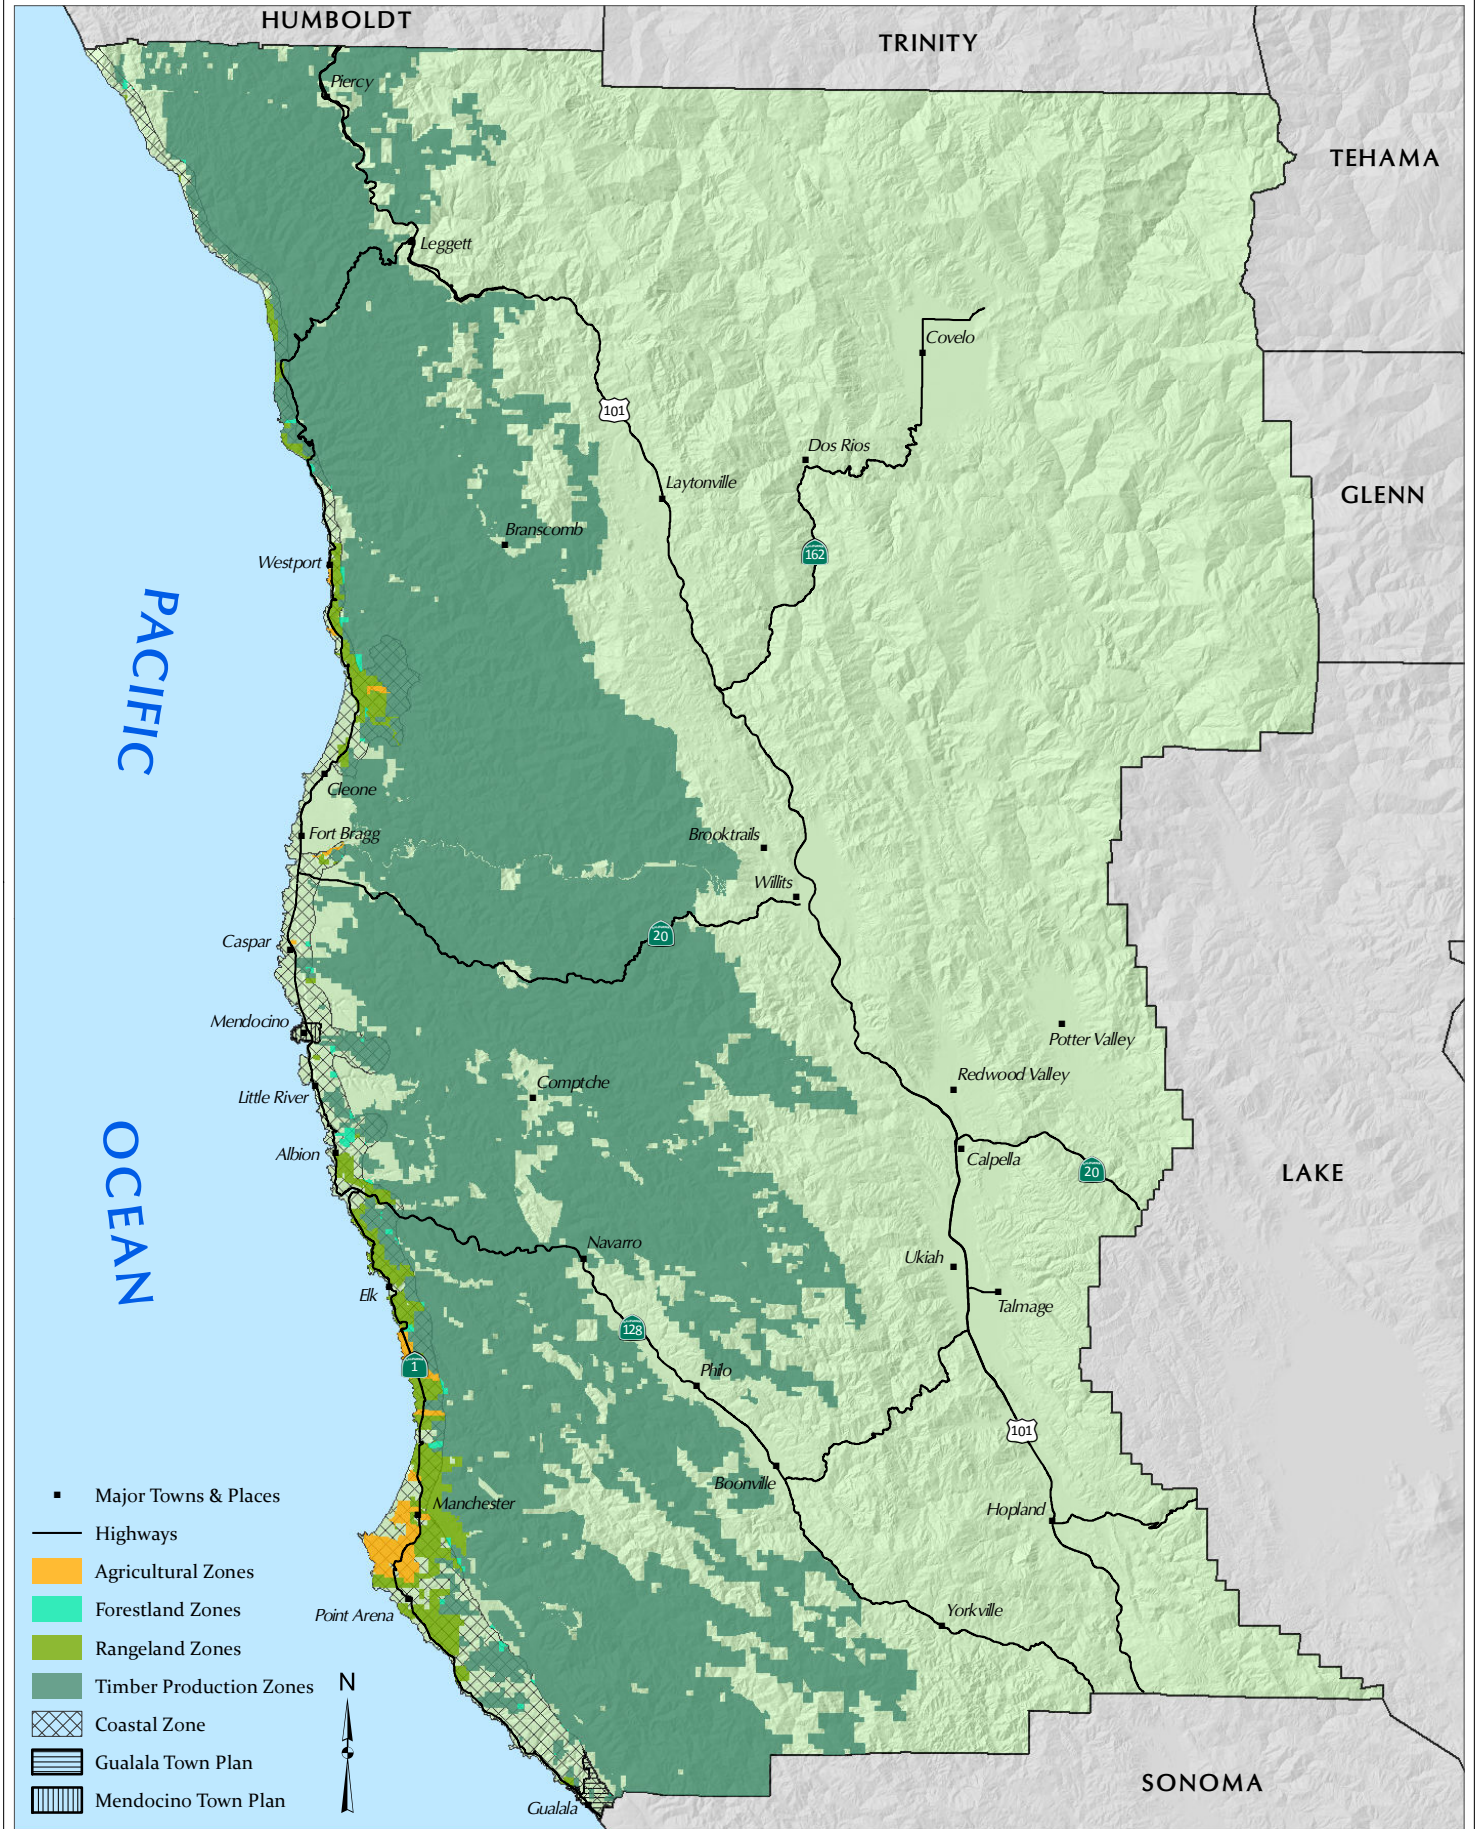 HUMBOLDT
TRINITY
TEHAMA
Piercy
Leggett
Covelo
101
Dos Rios
Laytonville
GLENN
Branscomb
162
Westport
PACIFIC
Cleone
Fort Bragg
Brooktrails
Willits
Caspar
20
Mendocino
Potter Valley
Redwood Valley
Comptche
Little River
Albion
Calpella
20
LAKE
OCEAN
Navarro
Ukiah
Elk
Talmage
128
1
Philo
101
Boonville
Manchester
Hopland
Point Arena
Yorkville
Major Towns & Places
Highways
Agricultural Zones
Forestland Zones
Rangeland Zones
Timber Production Zones
Coastal Zone
Gualala Town Plan
Mendocino Town Plan
N
Gualala
SONOMA